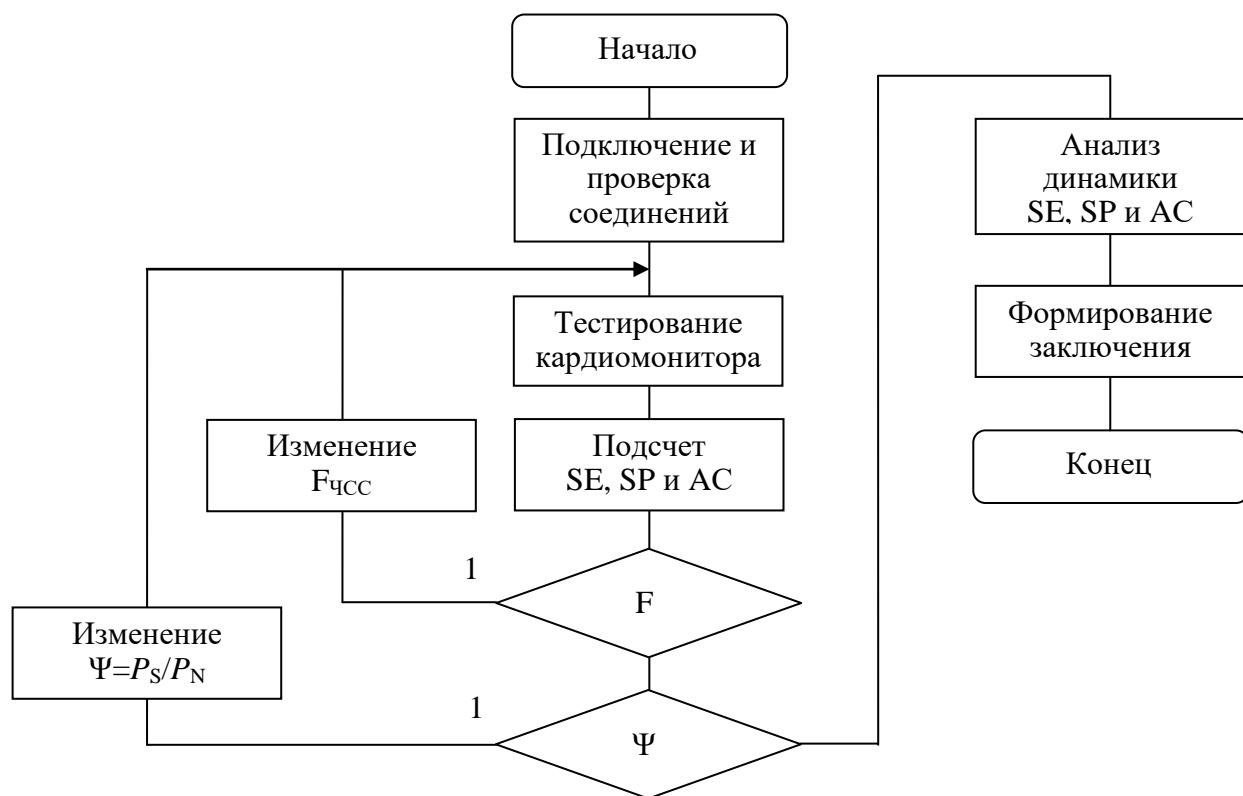 Начало
Подключение и
проверка
соединений
Тестирование
кардиомонитора
Подсчет
SE, SP и AC
Изменение
FЧСС
1
F
Изменение
Ψ=PS/PN
1
Ψ
Анализ
динамики
SE, SP и AC
Формирование
заключения
Конец